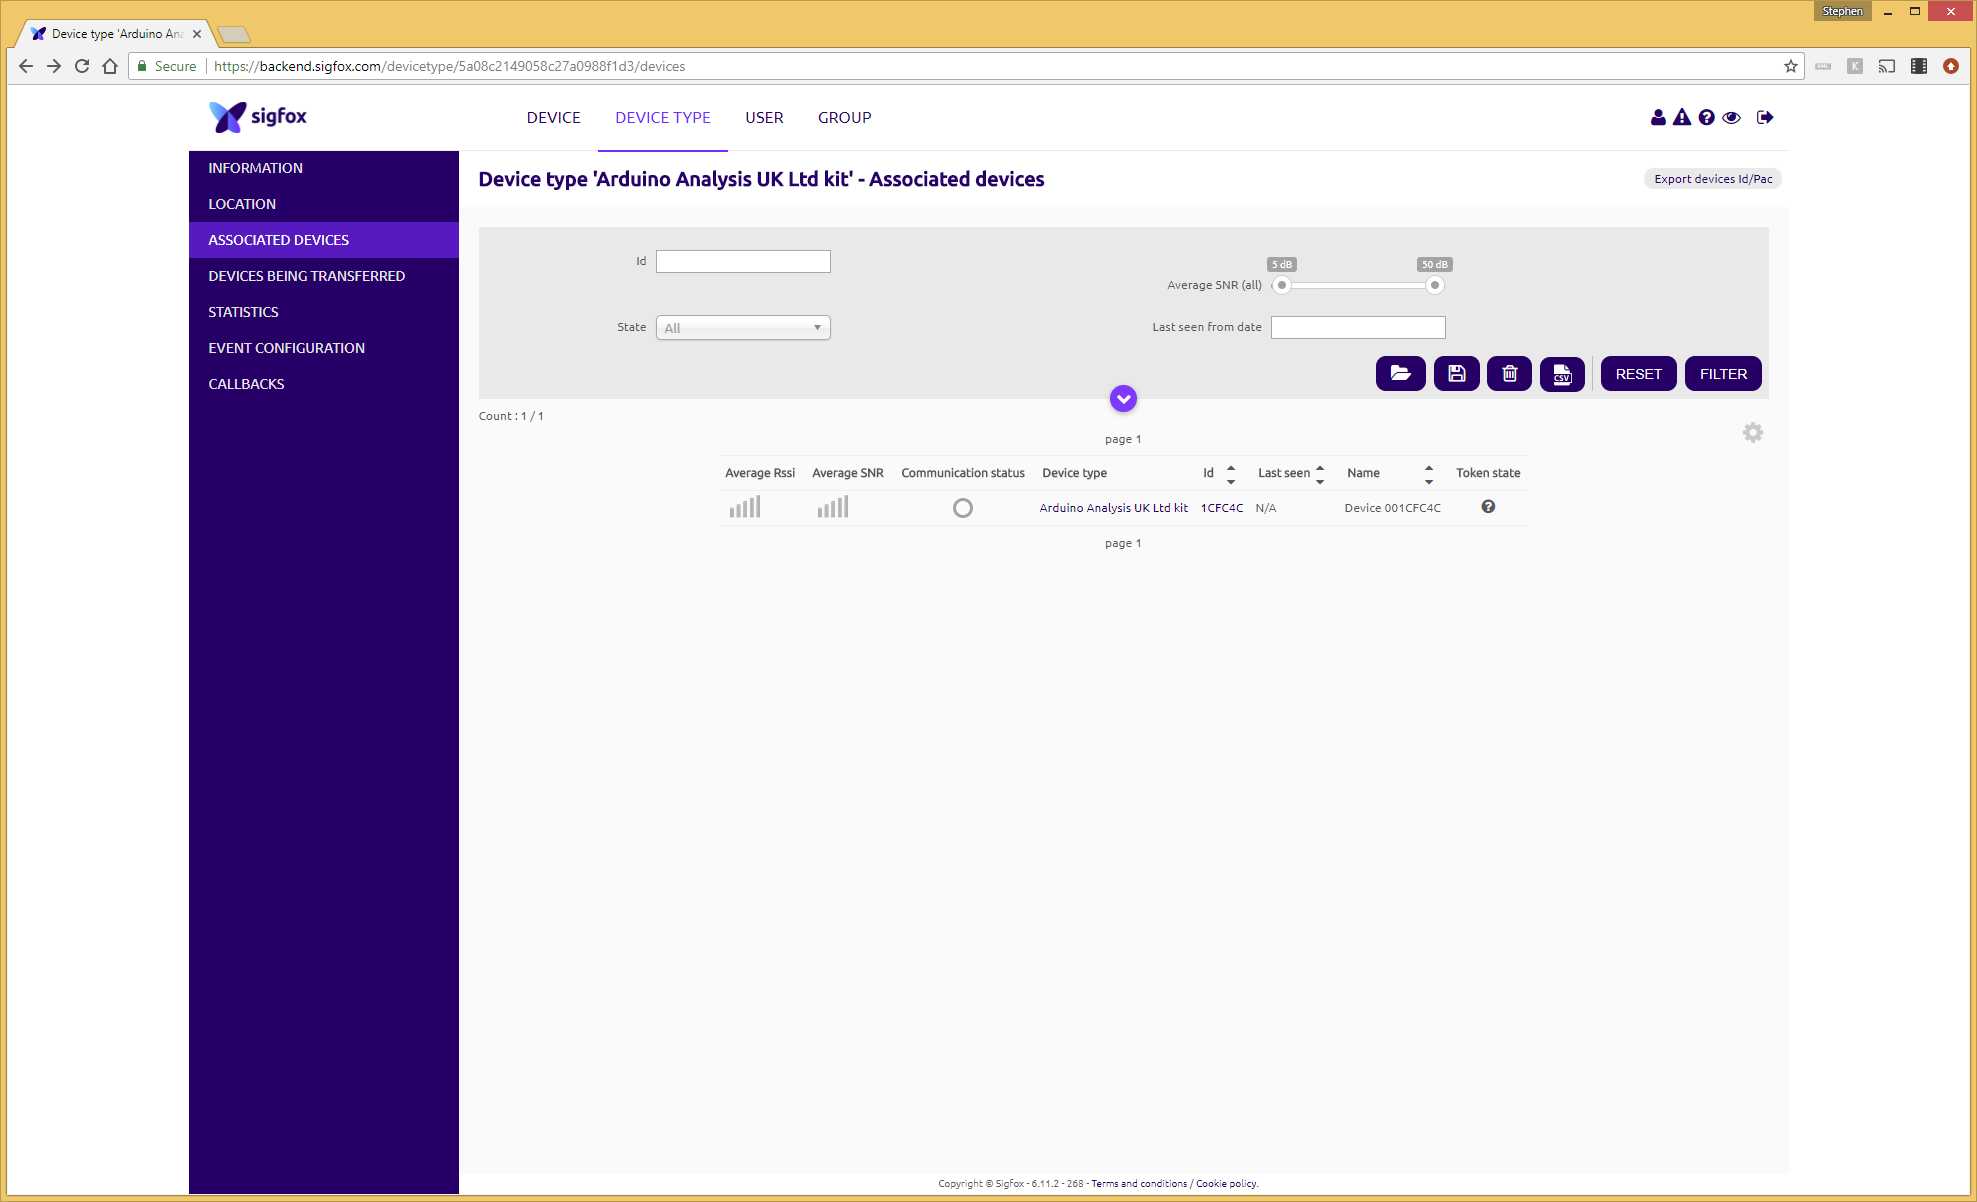 Stephen
Device type 'Arduino Ana
Secure https://backend.sigfox.com/devicetype/5a08c2149058c27a0988f1d3/devices
sigfox DEVICE DEVICE TYPE USER GROUP
INFORMATION
LOCATION
ASSOCIATED DEVICES
DEVICES BEING TRANSFERRED
STATISTICS
EVENT CONFIGURATION
CALLBACKS
Device type 'Arduino Analysis UK Ltd kit' - Associated devices
Export devices Id/Pac
Id
5 dB 50 dB
Average SNR (all)
State All
Last seen from date
CSV RESET FILTER
Count : 1 / 1
page 1
Average Rssi Average SNR Communication status Device type Id Last seen Name Token state
Arduino Analysis UK Ltd kit 1CFC4C N/A Device 001CFC4C
page 1
Copyright © Sigfox - 6.11.2 - 268 - Terms and conditions / Cookie policy.